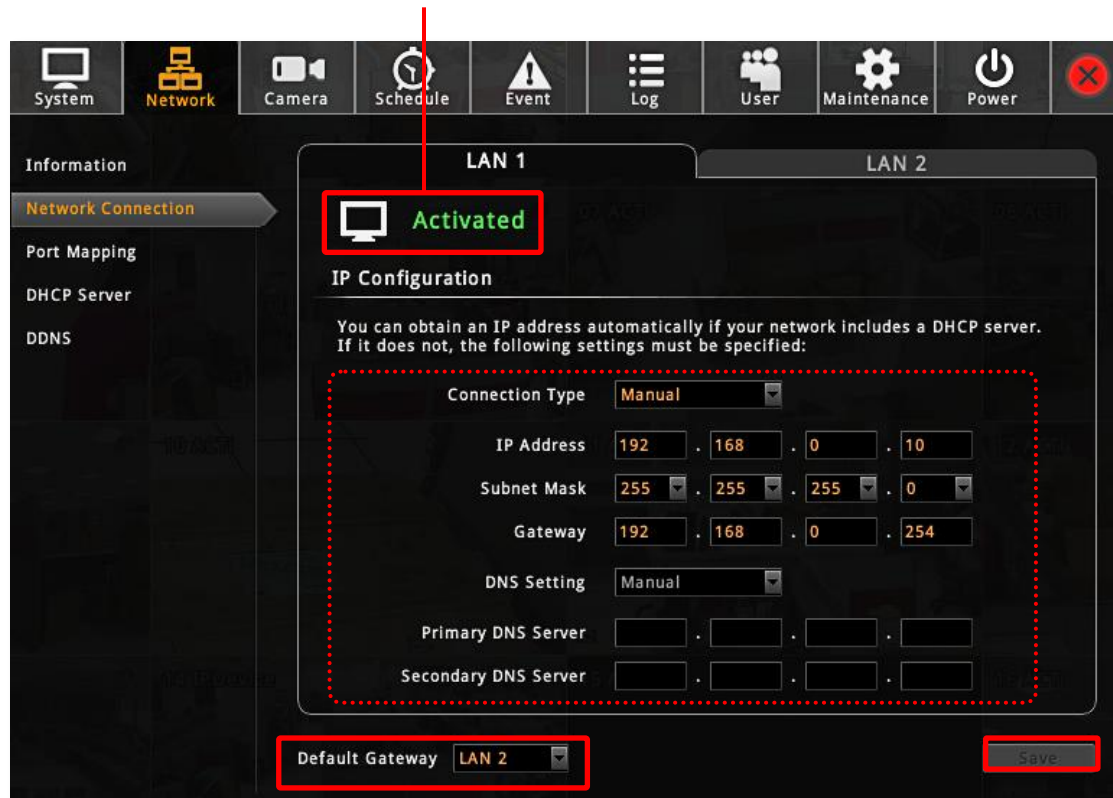 System Network Camera Schedule Event Log User Maintenance Power
Information
Network Connection
Port Mapping
DHCP Server
DDNS
LAN 1 LAN 2
Activated
IP Configuration
You can obtain an IP address automatically if your network includes a DHCP server.
If it does not, the following settings must be specified:
Connection Type Manual
IP Address 192 . 168 . 0 . 10
Subnet Mask 255 . 255 . 255 . 0
Gateway 192 . 168 . 0 . 254
DNS Setting Manual
Primary DNS Server . . .
Secondary DNS Server . . .
Default Gateway LAN 2
Save